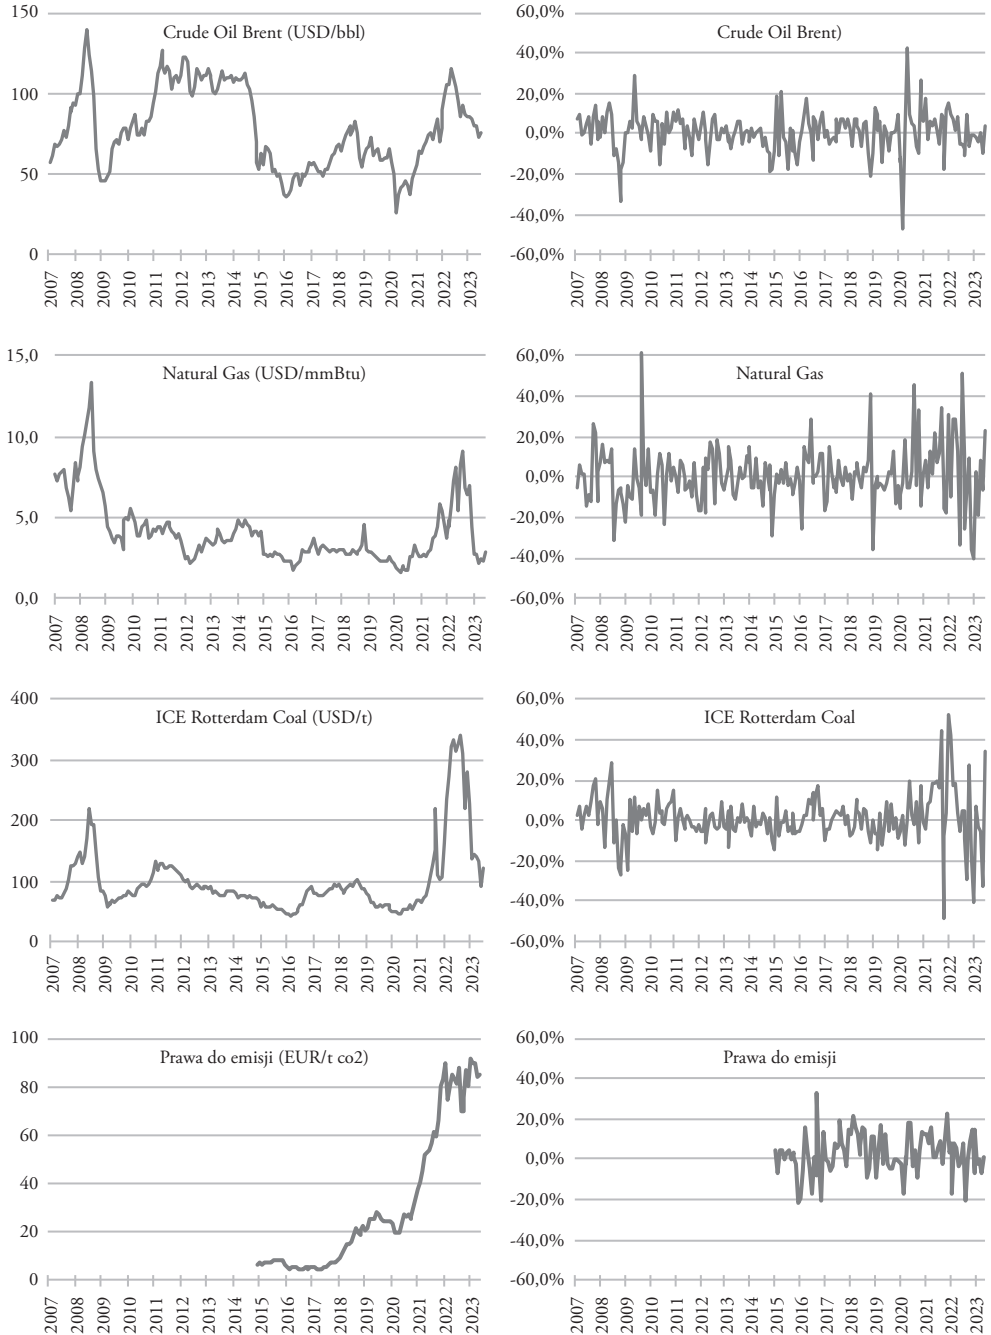 Crude Oil Brent (USD/bbl)
150
100
50
0
2007 2008 2009 2010 2011 2012 2013 2014 2015 2016 2017 2018 2019 2020 2021 2022 2023
Crude Oil Brent)
60,0%
40,0%
20,0%
0,0%
-20,0%
-40,0%
-60,0%
2007 2008 2009 2010 2011 2012 2013 2014 2015 2016 2017 2018 2019 2020 2021 2022 2023
Natural Gas (USD/mmBtu)
15,0
10,0
5,0
0,0
2007 2008 2009 2010 2011 2012 2013 2014 2015 2016 2017 2018 2019 2020 2021 2022 2023
Natural Gas
60,0%
40,0%
20,0%
0,0%
-20,0%
-40,0%
-60,0%
2007 2008 2009 2010 2011 2012 2013 2014 2015 2016 2017 2018 2019 2020 2021 2022 2023
ICE Rotterdam Coal (USD/t)
400
300
200
100
0
2007 2008 2009 2010 2011 2012 2013 2014 2015 2016 2017 2018 2019 2020 2021 2022 2023
ICE Rotterdam Coal
60,0%
40,0%
20,0%
0,0%
-20,0%
-40,0%
-60,0%
2007 2008 2009 2010 2011 2012 2013 2014 2015 2016 2017 2018 2019 2020 2021 2022 2023
Prawa do emisji (EUR/t co2)
100
80
60
40
20
0
2007 2008 2009 2010 2011 2012 2013 2014 2015 2016 2017 2018 2019 2020 2021 2022 2023
Prawa do emisji
60,0%
40,0%
20,0%
0,0%
-20,0%
-40,0%
-60,0%
2007 2008 2009 2010 2011 2012 2013 2014 2015 2016 2017 2018 2019 2020 2021 2022 2023